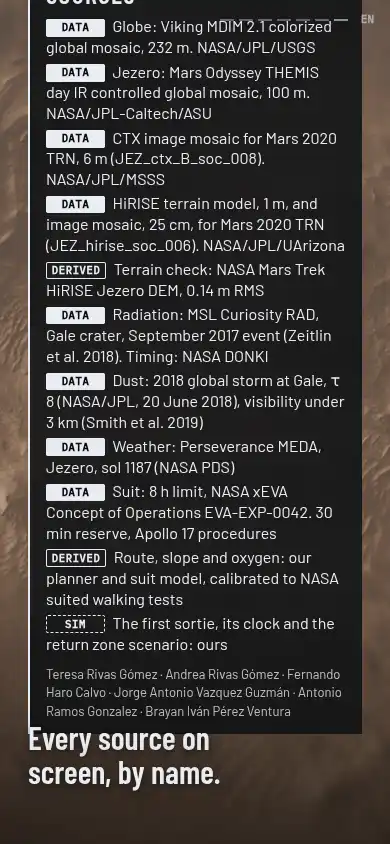 SOURCES
EN
DATA Globe: Viking MDIM 2.1 colorized
global mosaic, 232 m. NASA/JPL/USGS
DATA Jezero: Mars Odyssey THEMIS
day IR controlled global mosaic, 100 m.
NASA/JPL-Caltech/ASU
DATA CTX image mosaic for Mars 2020
TRN, 6 m (JEZ_ctx_B_soc_008).
NASA/JPL/MSSS
DATA HiRISE terrain model, 1 m, and
image mosaic, 25 cm, for Mars 2020 TRN
(JEZ_hirise_soc_006). NASA/JPL/UArizona
DERIVED Terrain check: NASA Mars Trek
HiRISE Jezero DEM, 0.14 m RMS
DATA Radiation: MSL Curiosity RAD,
Gale crater, September 2017 event (Zeitlin
et al. 2018). Timing: NASA DONKI
DATA Dust: 2018 global storm at Gale, τ
8 (NASA/JPL, 20 June 2018), visibility under
3 km (Smith et al. 2019)
DATA Weather: Perseverance MEDA,
Jezero, sol 1187 (NASA PDS)
DATA Suit: 8 h limit, NASA xEVA
Concept of Operations EVA-EXP-0042. 30
min reserve, Apollo 17 procedures
DERIVED Route, slope and oxygen: our
planner and suit model, calibrated to NASA
suited walking tests
SIM The first sortie, its clock and the
return zone scenario: ours
Teresa Rivas Gómez · Andrea Rivas Gómez · Fernando
Haro Calvo · Jorge Antonio Vazquez Guzmán · Antonio
Ramos Gonzalez · Brayan Iván Pérez Ventura
Every source on
screen, by name.